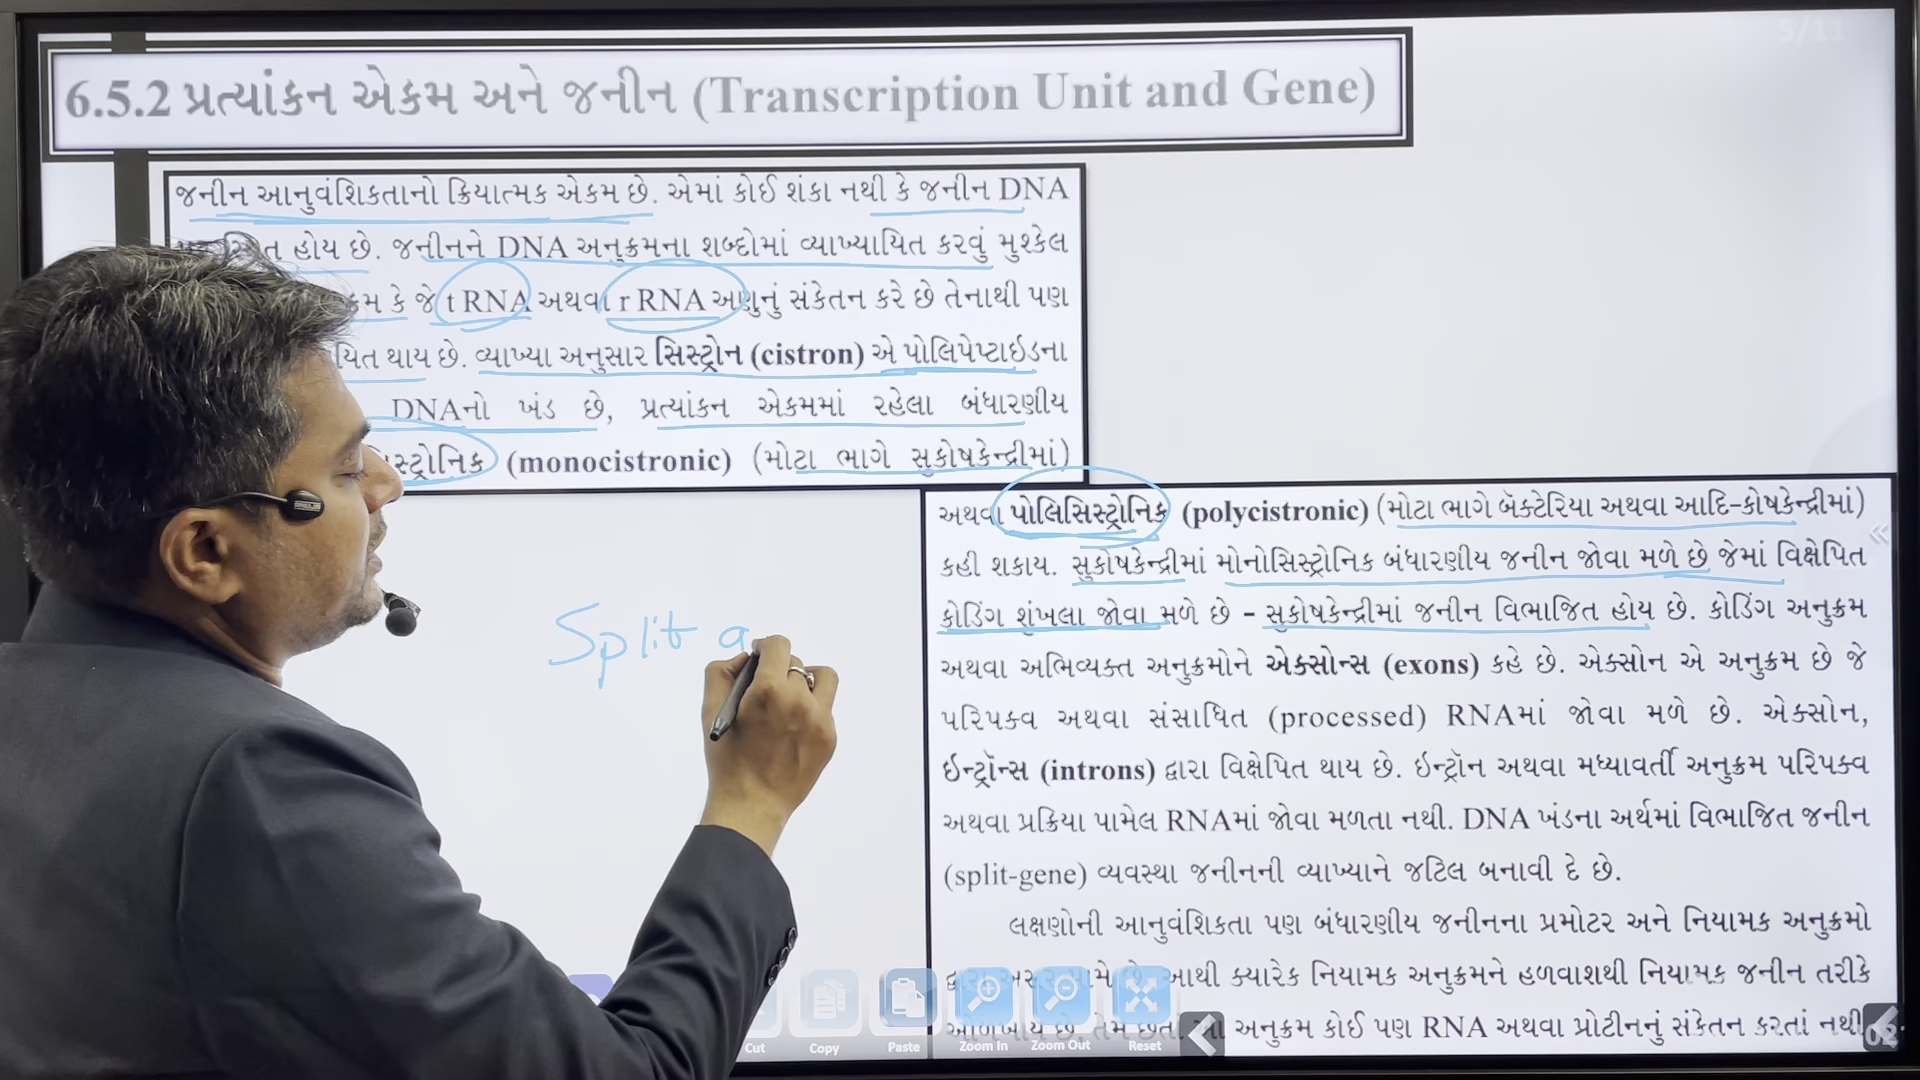 6.5.2 પ્રત્યાંકન એકમ અને જનીન (Transcription Unit and Gene)
જનીન આનુવંશિકતાનો ક્રિયાત્મક એકમ છે. એમાં કોઈ શંકા નથી કે જનીન DNA
હોય છે. જનીનને DNA અનુક્રમના શબ્દોમાં વ્યાખ્યાયિત કરવું મુશ્કેલ
કે જે t RNA અથવા r RNA અણુનું સંકેતન કરે છે તેનાથી પણ
થાય છે. વ્યાખ્યા અનુસાર સિસ્ટ્રોન (cistron) એ પોલિપેપ્ટાઇડના
DNAનો ખંડ છે, પ્રત્યાંકન એકમમાં રહેલા બંધારણીય
(monocistronic) (મોટા ભાગે સુકોષકેન્દ્રીમાં)
અથવા પોલિસિસ્ટ્રોનિક (polycistronic) (મોટા ભાગે બૅક્ટેરિયા અથવા આદિ-કોષકેન્દ્રીમાં)
કહી શકાય. સુકોષકેન્દ્રીમાં મોનોસિસ્ટ્રોનિક બંધારણીય જનીન જોવા મળે છે જેમાં વિક્ષેપિત
કોડિંગ શૃંખલા જોવા મળે છે - સુકોષકેન્દ્રીમાં જનીન વિભાજિત હોય છે. કોડિંગ અનુક્રમ
અથવા અભિવ્યક્ત અનુક્રમોને એક્સોન્સ (exons) કહે છે. એક્સોન એ અનુક્રમ છે જે
પરિપક્વ અથવા સંસાધિત (processed) RNAમાં જોવા મળે છે. એક્સોન,
ઇન્ટ્રૉન્સ (introns) દ્વારા વિક્ષેપિત થાય છે. ઇન્ટ્રૉન અથવા મધ્યાવર્તી અનુક્રમ પરિપક્વ
અથવા પ્રક્રિયા પામેલ RNAમાં જોવા મળતા નથી. DNA ખંડના અર્થમાં વિભાજિત જનીન
(split-gene) વ્યવસ્થા જનીનની વ્યાખ્યાને જટિલ બનાવી દે છે.
લક્ષણોની આનુવંશિકતા પણ બંધારણીય જનીનના પ્રમોટર અને નિયામક અનુક્રમો
આથી ક્યારેક નિયામક અનુક્રમને હળવાશથી નિયામક જનીન તરીકે
અનુક્રમ કોઈ પણ RNA અથવા પ્રોટીનનું સંકેતન કરતાં નથી
Split
Cut Copy Paste Zoom In Zoom Out Reset